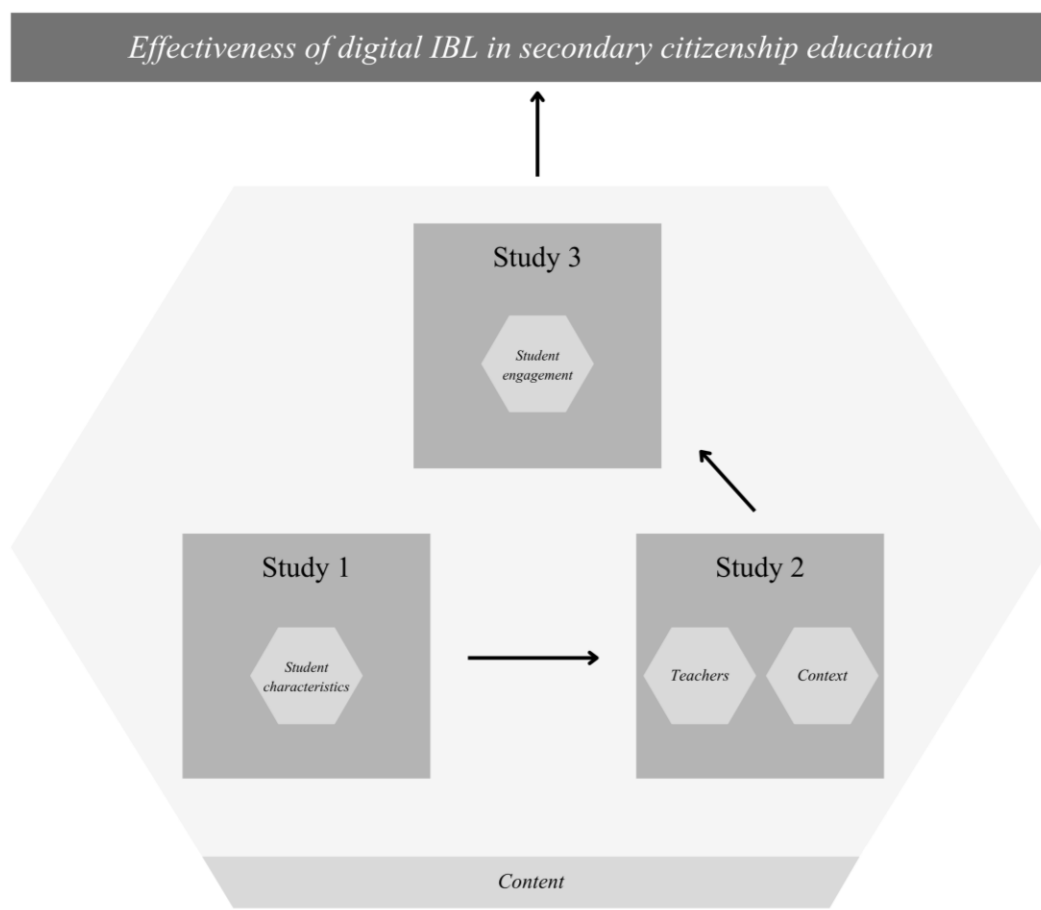 Effectiveness of digital IBL in secondary citizenship education
Study 3
Student
engagement
Study 1
Student
characteristics
Study 2
Teachers
Context
Content